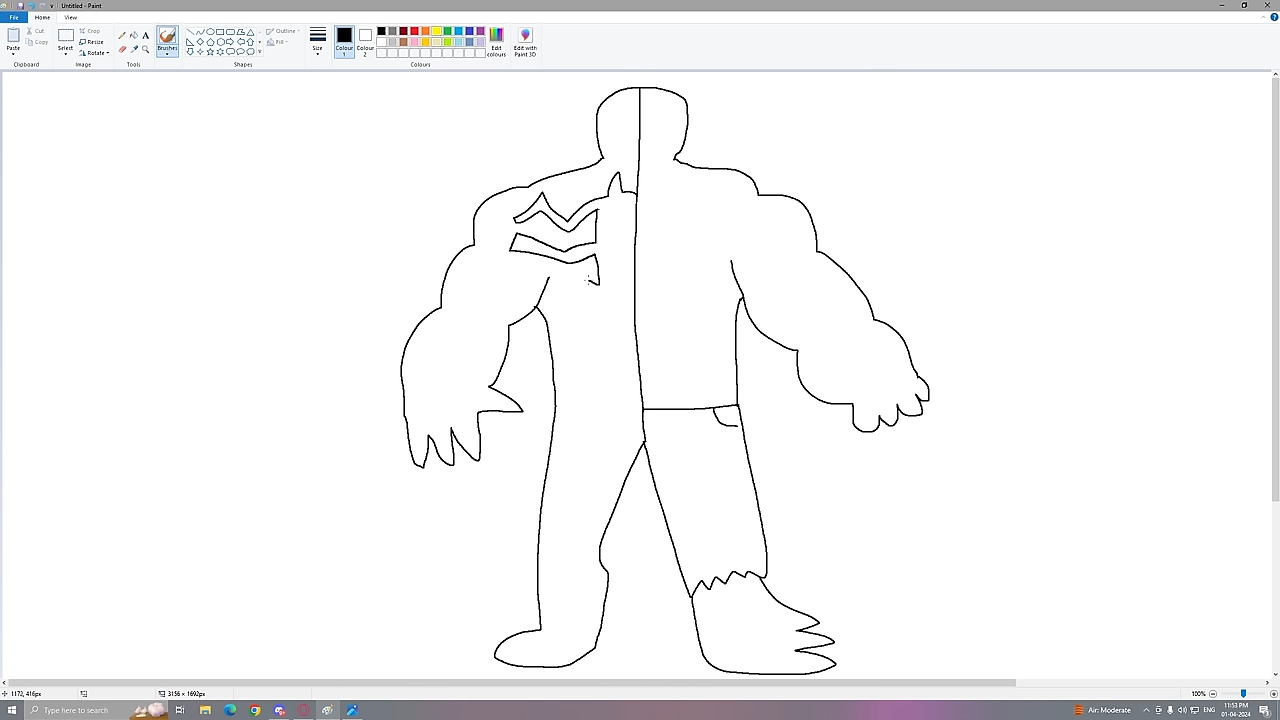 Untitled - Paint
File Home View
Paste Cut Copy
Select Crop Resize Rotate
Brushes
Outline Fill
Size
Colour 1
Colour 2
Edit colours
Edit with Paint 3D
Clipboard Image Tools Shapes Colours
1172, 416px 3156 × 1692px 100%
Type here to search
Air: Moderate ENG 11:53 PM
01-04-2024